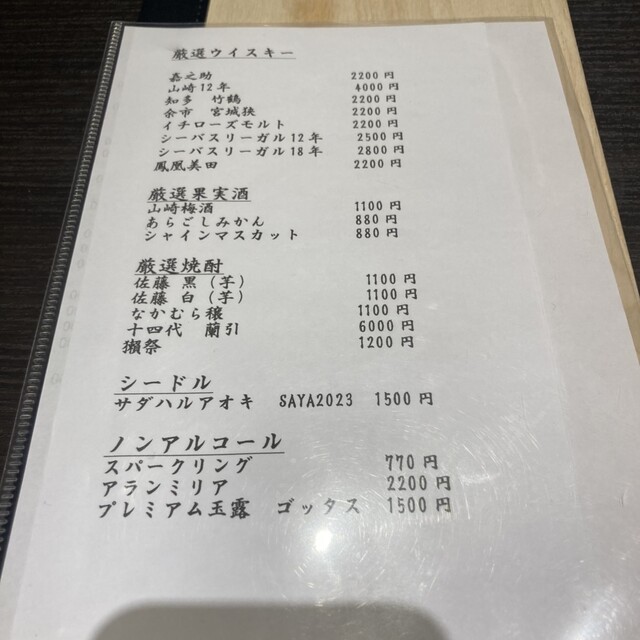 厳選ウイスキー
嘉之助 2200円
山崎12年 4000円
知多 竹鶴 2200円
余市 宮城狭 2200円
イチローズモルト 2200円
シーバスリーガル12年 2500円
シーバスリーガル18年 2800円
鳳凰美田 2200円
厳選果実酒
山崎梅酒 1100円
あらごしみかん 880円
シャインマスカット 880円
厳選焼酎
佐藤 黒(芋) 1100円
佐藤 白(芋) 1100円
なかむら穣 1100円
十四代 蘭引 6000円
獺祭 1200円
シードル
サダハルアオキ SAYA2023 1500円
ノンアルコール
スパークリング 770円
アランミリア 2200円
プレミアム玉露 ゴッタス 1500円